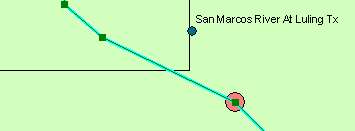 San Marcos River At Luling Tx